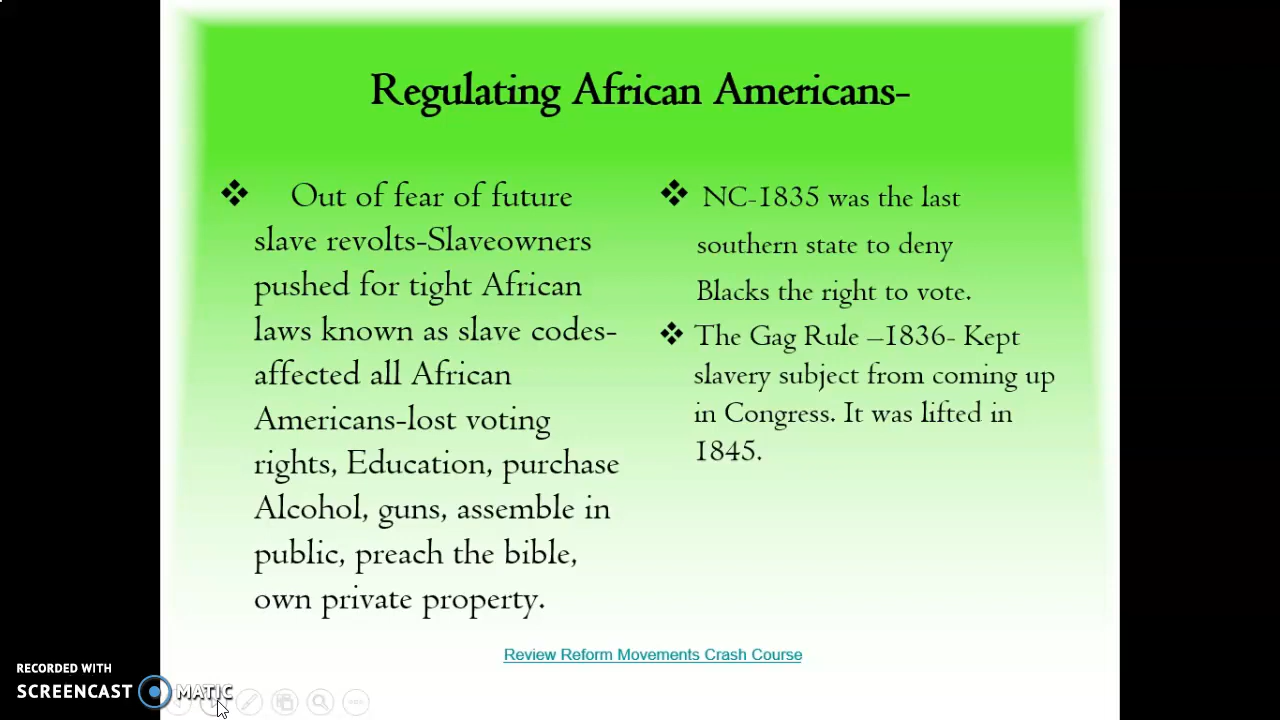 Regulating African Americans-
❖ Out of fear of future
slave revolts-Slaveowners
pushed for tight African
laws known as slave codes-
affected all African
Americans-lost voting
rights, Education, purchase
Alcohol, guns, assemble in
public, preach the bible,
own private property.
❖ NC-1835 was the last
southern state to deny
Blacks the right to vote.
❖ The Gag Rule –1836- Kept
slavery subject from coming up
in Congress. It was lifted in
1845.
Review Reform Movements Crash Course
RECORDED WITH
SCREENCAST MATIC